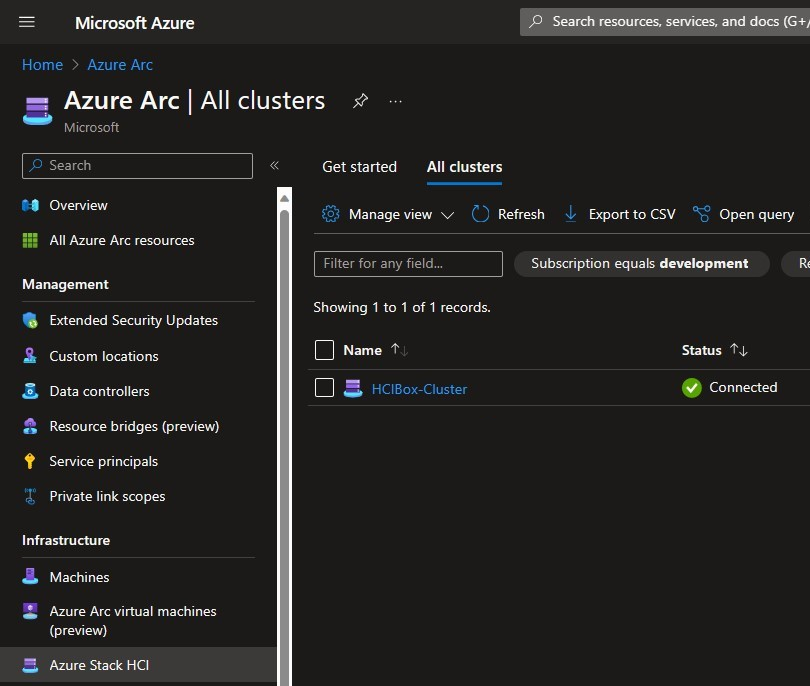 Microsoft Azure
Search resources, services, and docs (G+/
Home > Azure Arc
Azure Arc | All clusters
Microsoft
Search
Overview
All Azure Arc resources
Management
Extended Security Updates
Custom locations
Data controllers
Resource bridges (preview)
Service principals
Private link scopes
Infrastructure
Machines
Azure Arc virtual machines
(preview)
Azure Stack HCI
Get started All clusters
Manage view Refresh Export to CSV Open query
Filter for any field... Subscription equals development Re
Showing 1 to 1 of 1 records.
Name Status
HCIBox-Cluster Connected